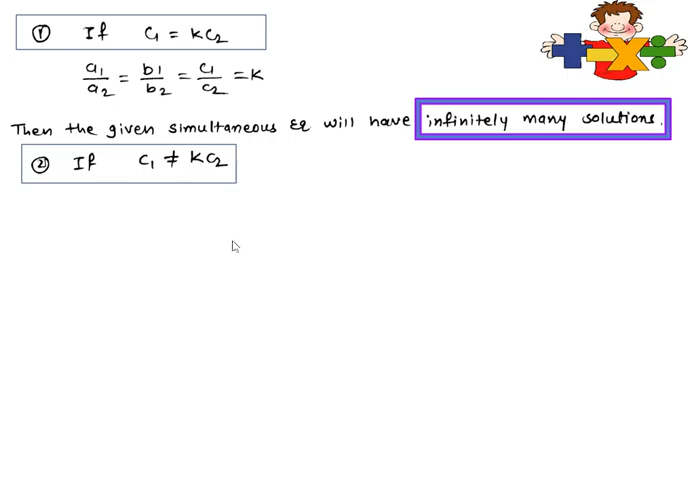 ① If C₁ = KC₂
a₁/a₂ = b1/b₂ = C₁/C₂ = K
Then the given simultaneous EQ will have infinitely many solutions.
② If C₁ ≠ KC₂